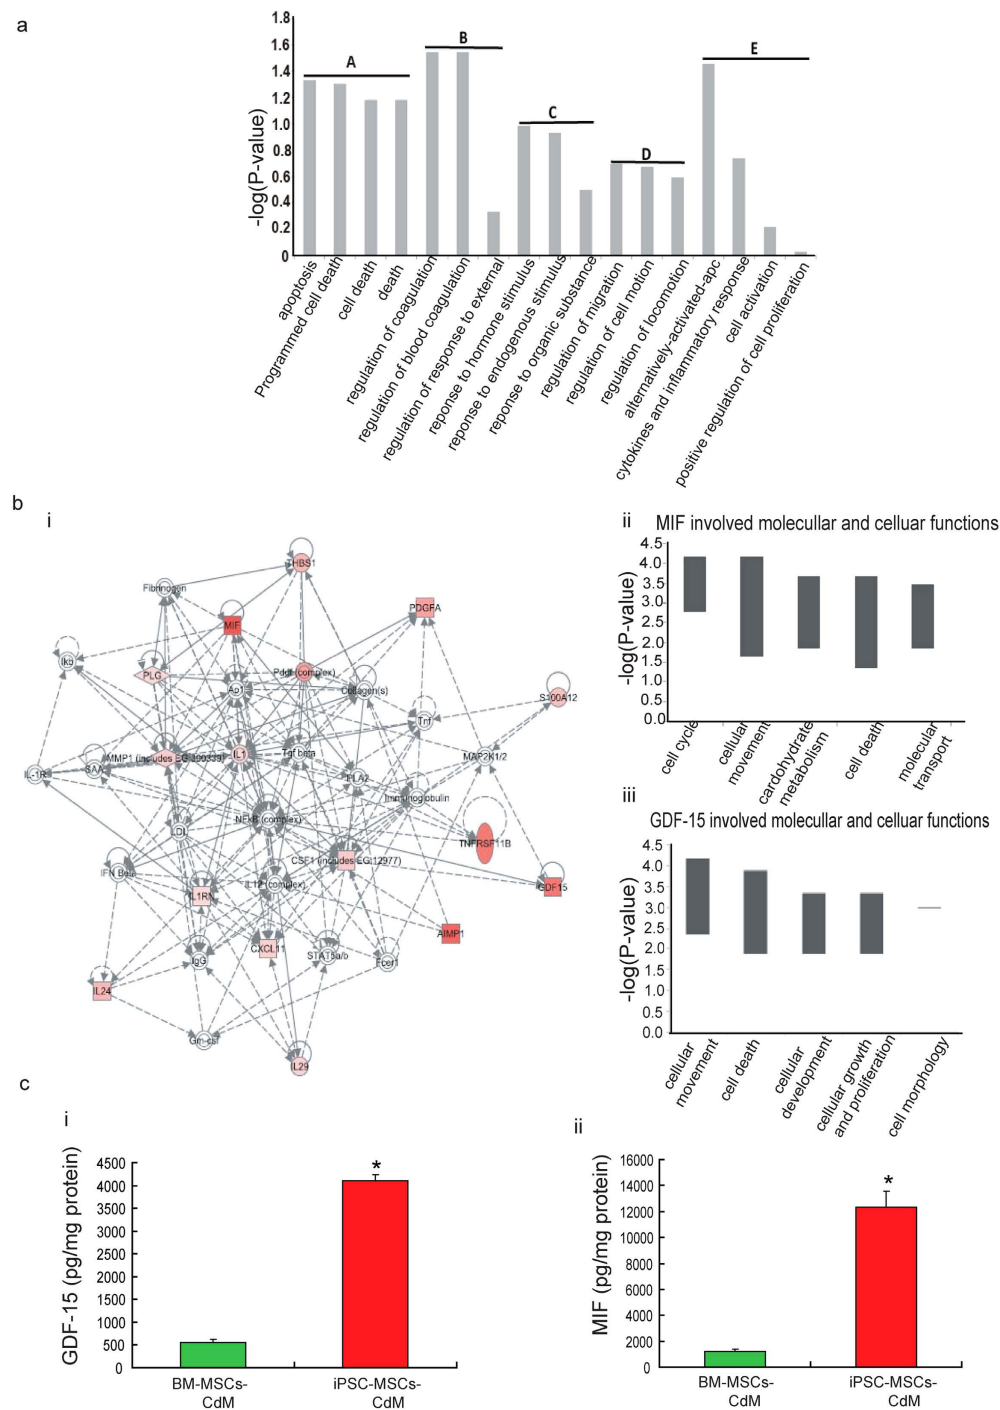 a
1.8
1.6
1.4
1.2
1.0
0.8
0.6
0.4
0.2
0
-log(P-value)
A
B
C
D
E
apoptosis
Programmed cell death
cell death
death
regulation of coagulation
regulation of blood coagulation
regulation of response to external
reponse to hormone stimulus
reponse to endogenous stimulus
reponse to organic substance
regulation of migration
regulation of cell motion
regulation of locomotion
alternatively-activated-apc
cytokines and inflammatory response
cell activation
positive regulation of cell proliferation
b
i
THBS1
Fibrinogen
PDGFA
MIF
Ikb
PLG
Pdgf (complex)
Ap1
Collagen(s)
S100A12
Tnf
MMP1 (includes EG:300339)
IL1
Tgf beta
MAP2K1/2
IL-1R
SAA
PLA2
Immunoglobulin
LDL
NFkB (complex)
TNFRSF11B
CSF1 (includes EG:12977)
IFN Beta
IL12 (complex)
GDF15
IL1RN
AIMP1
CXCL11
IgG
STAT5a/b
Fcer1
IL24
Gm-csf
IL29
ii
MIF involved molecullar and celluar functions
4.5
4.0
3.5
3.0
2.5
2.0
1.5
1.0
0.5
0.0
-log(P-value)
cell cycle
cellular
movement
cardohydrate
metabolism
cell death
molecular
transport
iii
GDF-15 involved molecullar and celluar functions
4.5
4.0
3.5
3.0
2.5
2.0
1.5
1.0
0.5
0.0
-log(P-value)
cellular
movement
cell death
cellular
development
cellular growth
and proliferation
cell morphology
c
i
4500
4000
3500
3000
2500
2000
1500
1000
500
0
GDF-15 (pg/mg protein)
*
BM-MSCs-
CdM
iPSC-MSCs-
CdM
ii
16000
14000
12000
10000
8000
6000
4000
2000
0
MIF (pg/mg protein)
*
BM-MSCs-
CdM
iPSC-MSCs-
CdM